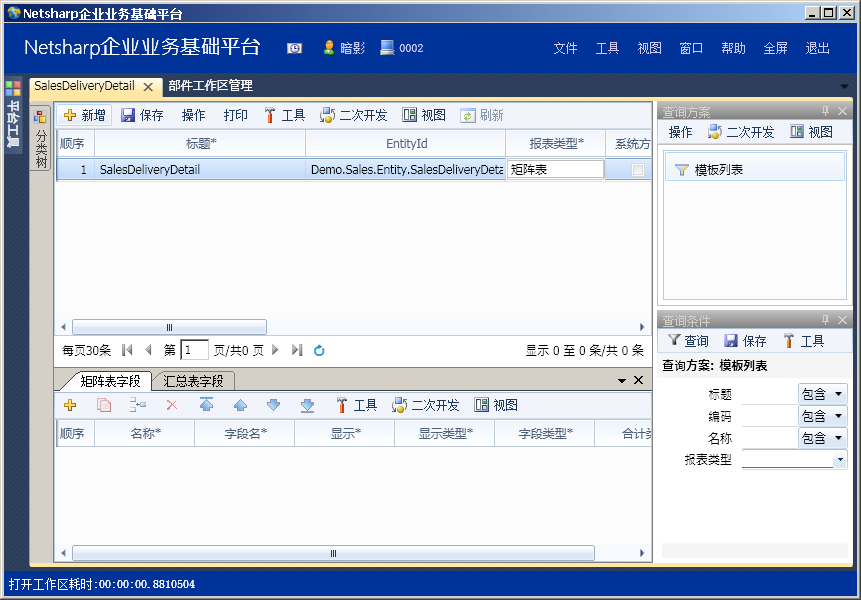 Netsharp企业业务基础平台
Netsharp企业业务基础平台 暗影 0002 文件 工具 视图 窗口 帮助 全屏 退出
平台工具
SalesDeliveryDetail 部件工作区管理
分类树
新增 保存 操作 打印 工具 二次开发 视图 刷新
顺序 标题* EntityId 报表类型* 系统方
1 SalesDeliveryDetail Demo.Sales.Entity.SalesDeliveryDeta 矩阵表
每页30条 第 1 页/共0 页 显示 0 至 0 条/共 0 条
矩阵表字段 汇总表字段
工具 二次开发 视图
顺序 名称* 字段名* 显示* 显示类型* 字段类型* 合计类
查询方案
操作 二次开发 视图
模板列表
查询条件
查询 保存 工具
查询方案: 模板列表
标题 包含
编码 包含
名称 包含
报表类型
打开工作区耗时:00:00:00.8810504